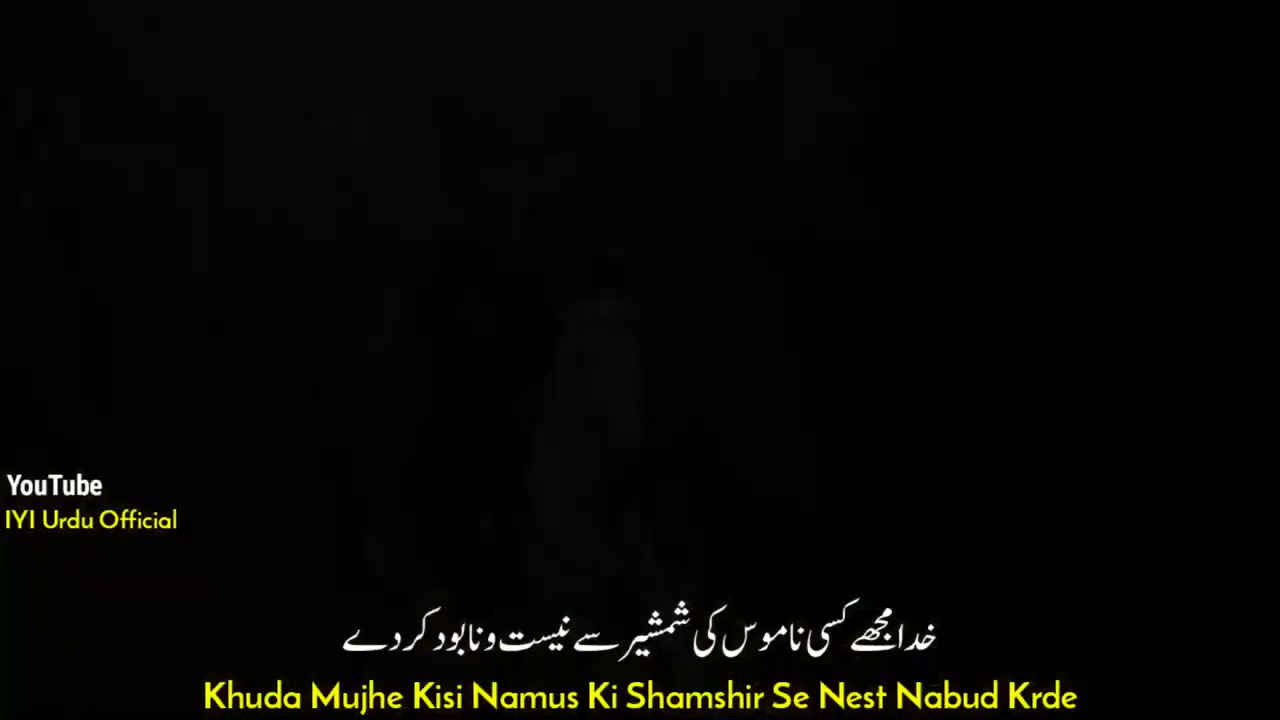 YouTube
IYI Urdu Official
خدا مجھے کسی ناموس کی شمشیر سے نیست و نابود کر دے
Khuda Mujhe Kisi Namus Ki Shamshir Se Nest Nabud Krde